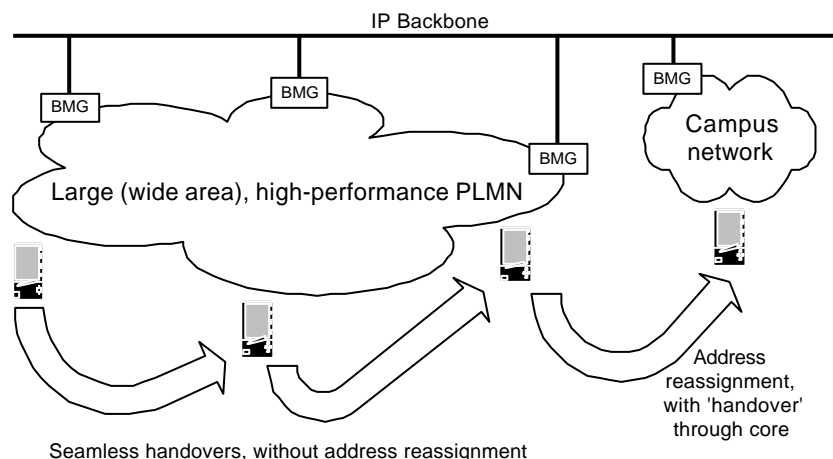 IP Backbone
BMG
BMG
BMG
BMG
Campus
network
Large (wide area), high-performance PLMN
Address
reassignment,
with 'handover'
through core
Seamless handovers, without address reassignment